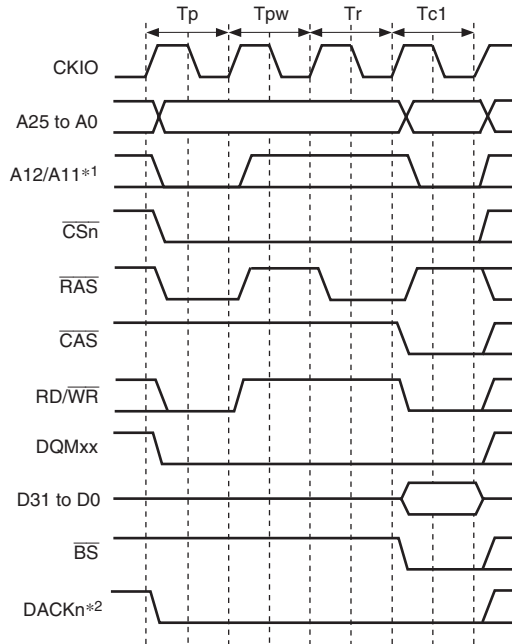 Tp Tpw Tr Tc1
CKIO
A25 to A0
A12/A11*1
CSn
RAS
CAS
RD/WR
DQMxx
D31 to D0
BS
DACKn*2